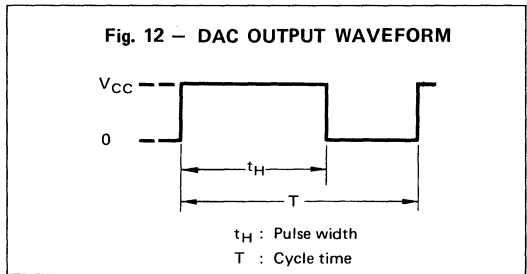 Fig. 12 — DAC OUTPUT WAVEFORM
VCC
0
tH
T
tH : Pulse width
T : Cycle time